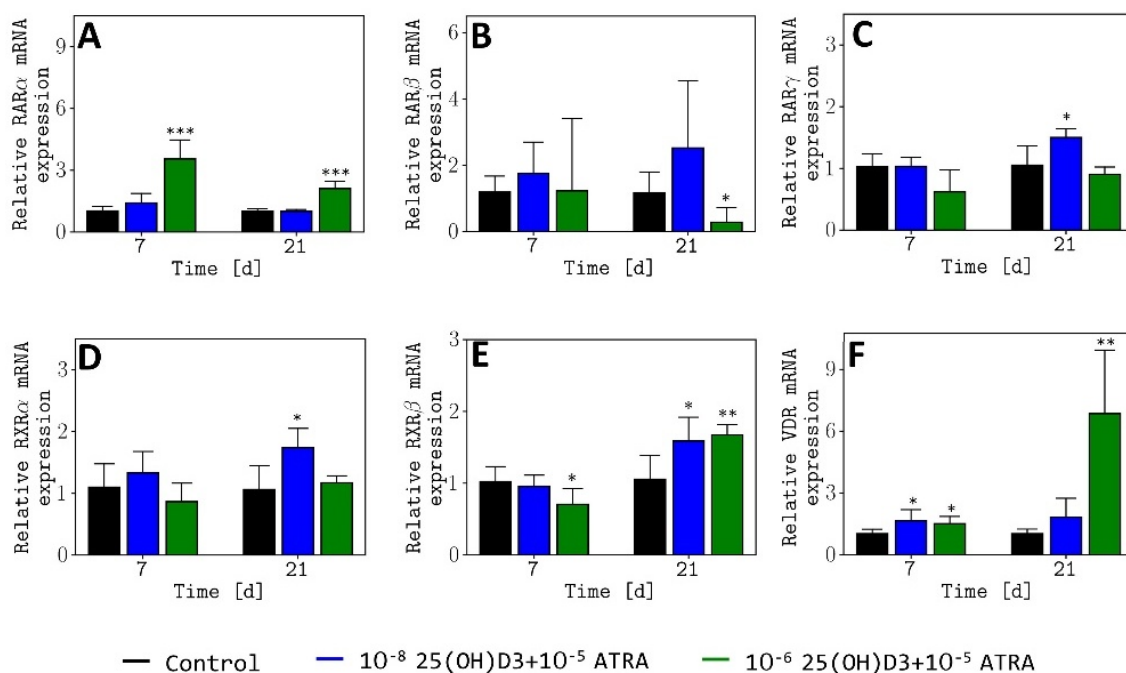 A
Relative RARα mRNA
expression
9
6
3
0
***
***
7
21
Time [d]
B
Relative RARβ mRNA
expression
6
4
2
0
*
7
21
Time [d]
C
Relative RARγ mRNA
expression
3
2
1
0
*
7
21
Time [d]
D
Relative RXRα mRNA
expression
3
2
1
0
*
7
21
Time [d]
E
Relative RXRβ mRNA
expression
3
2
1
0
*
*
**
7
21
Time [d]
F
Relative VDR mRNA
expression
9
6
3
0
*
*
**
7
21
Time [d]
Control
10⁻⁸ 25(OH)D3+10⁻⁵ ATRA
10⁻⁶ 25(OH)D3+10⁻⁵ ATRA